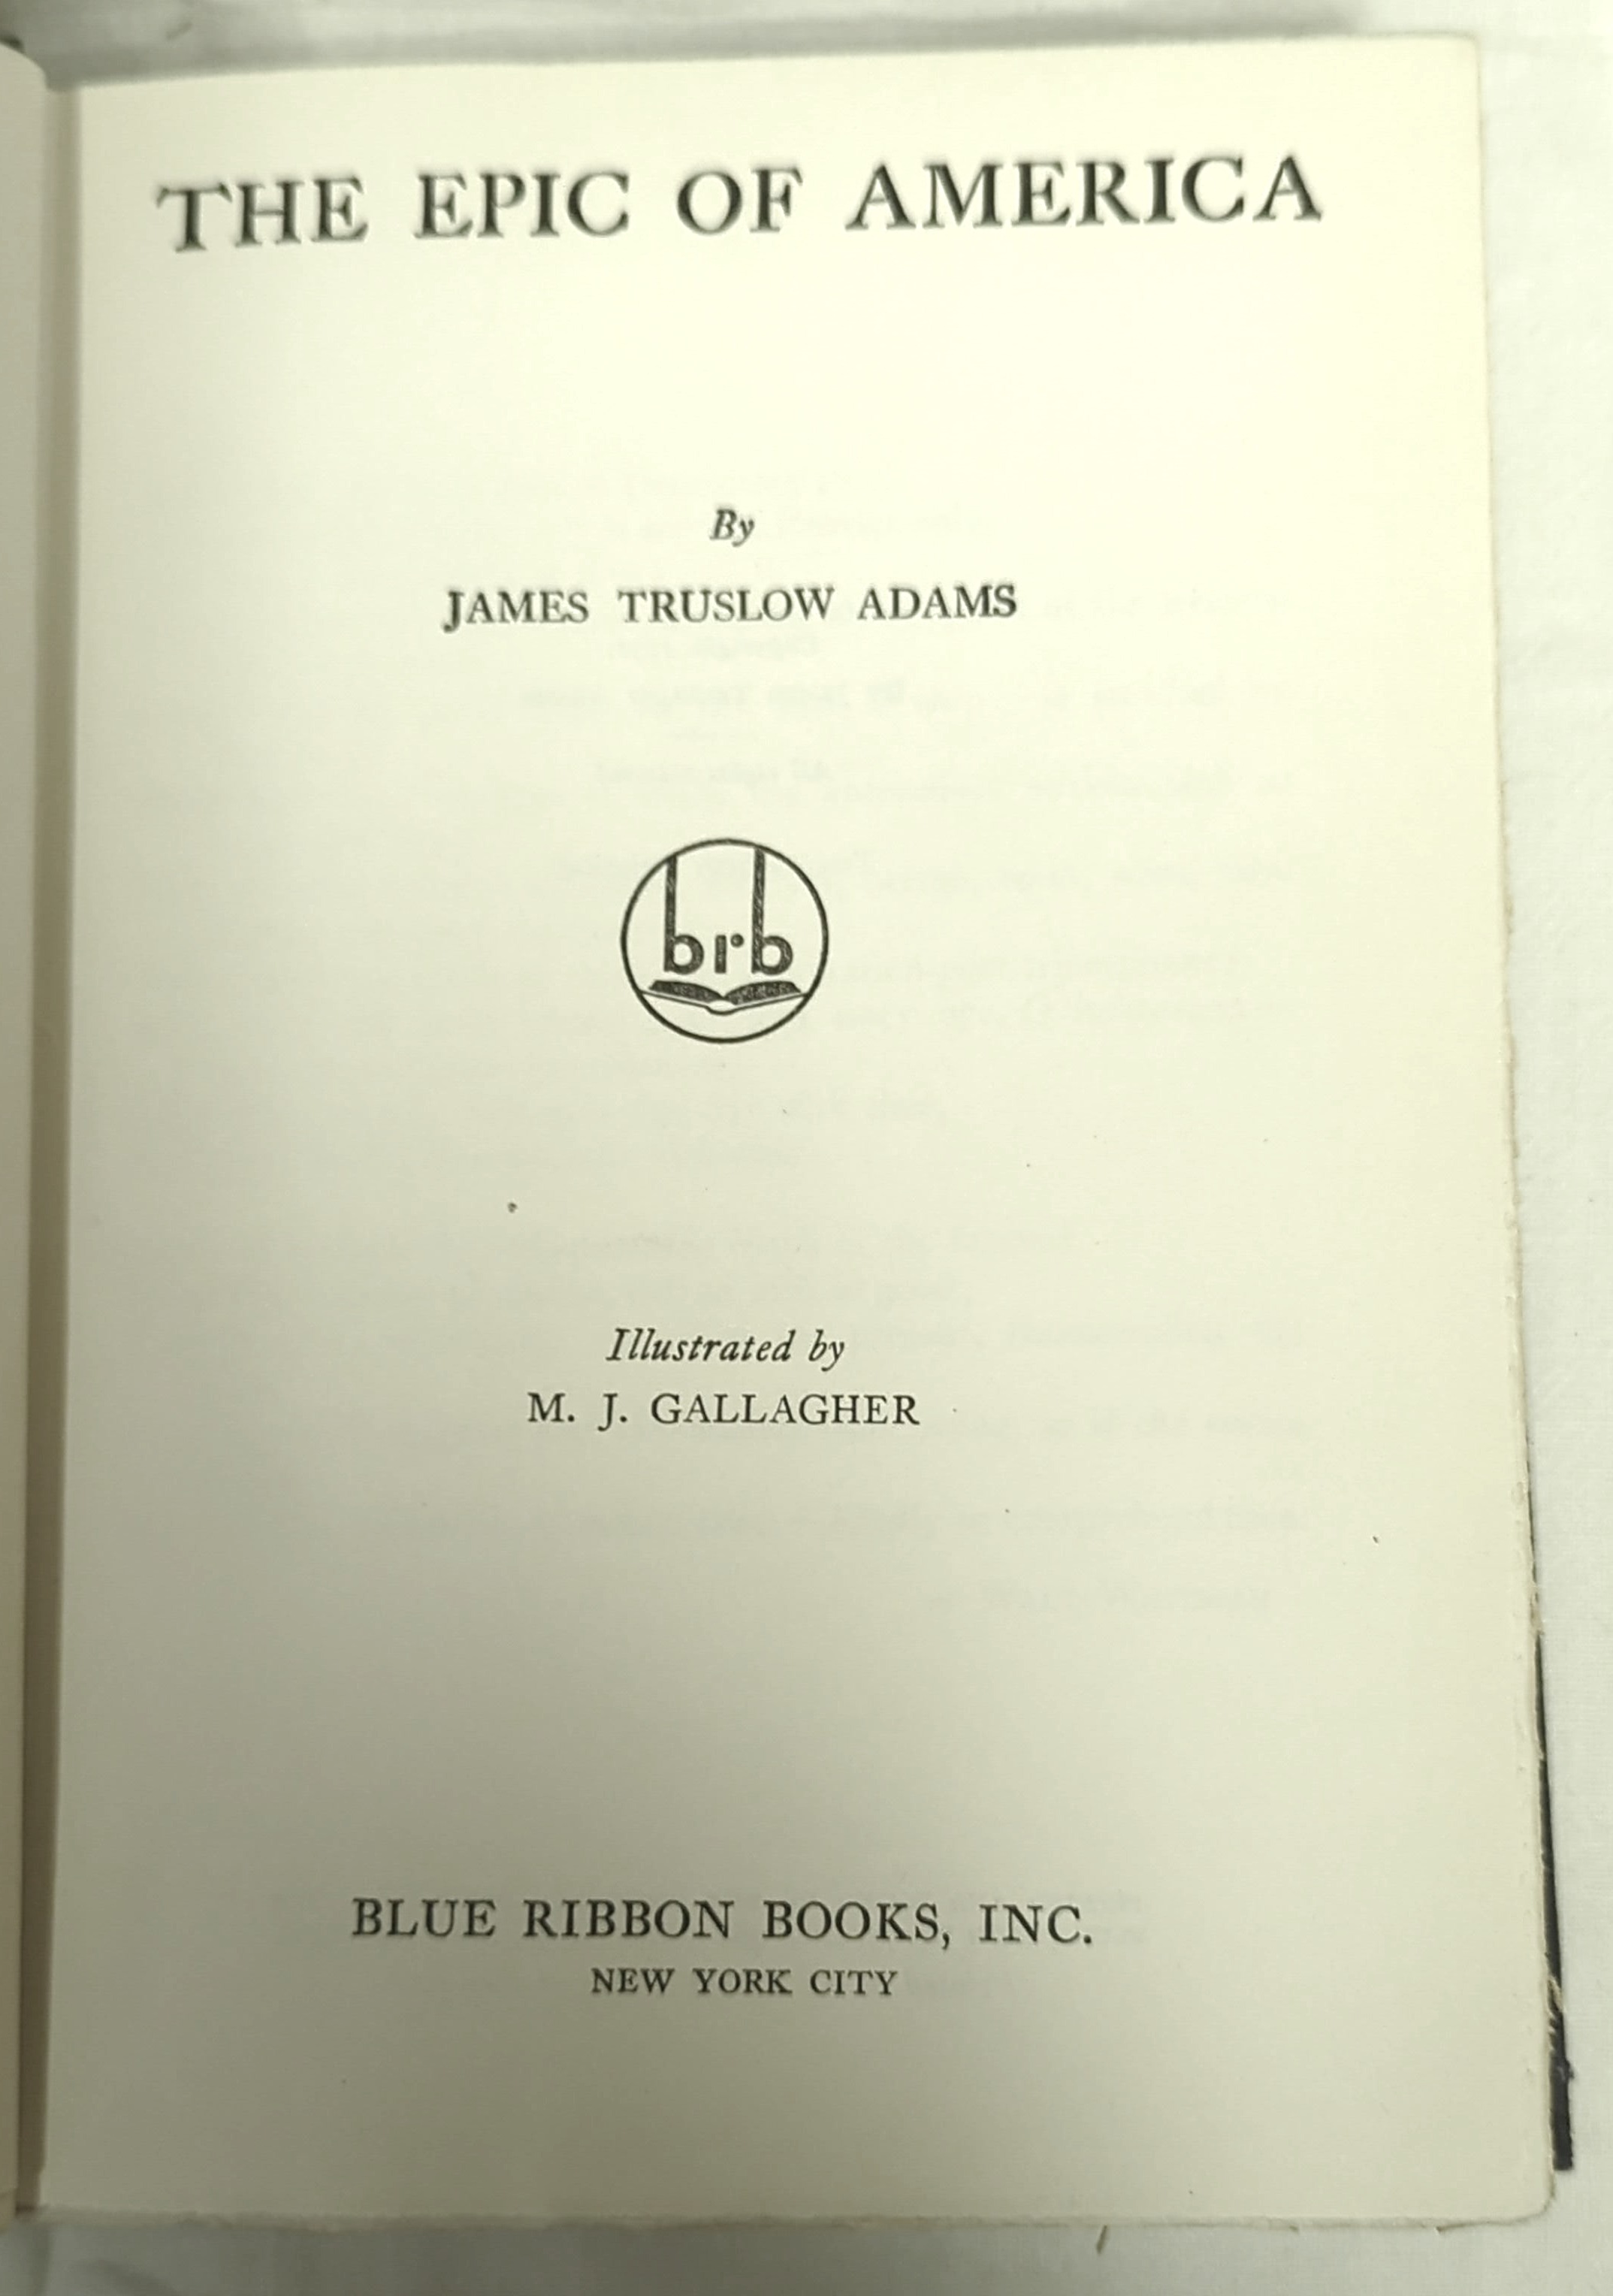 THE EPIC OF AMERICA
By
JAMES TRUSLOW ADAMS
brb
Illustrated by
M. J. GALLAGHER
BLUE RIBBON BOOKS, INC.
NEW YORK CITY